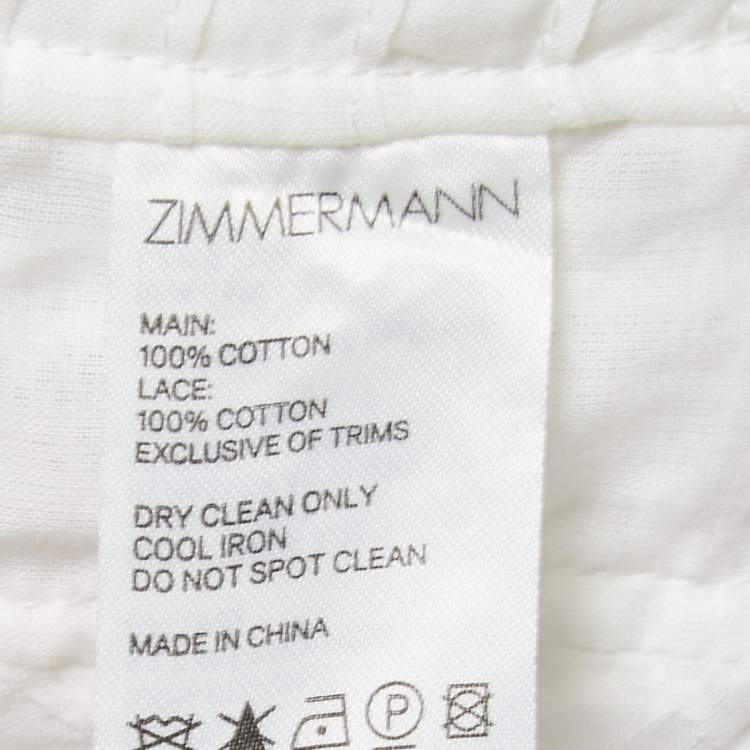 ZIMMERMANN
MAIN:
100% COTTON
LACE:
100% COTTON
EXCLUSIVE OF TRIMS
DRY CLEAN ONLY
COOL IRON
DO NOT SPOT CLEAN
MADE IN CHINA
P